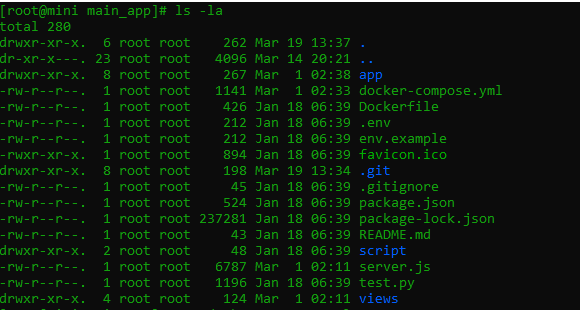 [root@mini main_app]# ls -la
total 280
drwxr-xr-x.  6 root root    262 Mar 19 13:37 .
dr-xr-x---. 23 root root   4096 Mar 14 20:21 ..
drwxr-xr-x.  8 root root    267 Mar  1 02:38 app
-rw-r--r--.  1 root root   1141 Mar  1 02:33 docker-compose.yml
-rw-r--r--.  1 root root    426 Jan 18 06:39 Dockerfile
-rw-r--r--.  1 root root    212 Jan 18 06:39 .env
-rw-r--r--.  1 root root    212 Jan 18 06:39 env.example
-rwxr-xr-x.  1 root root    894 Jan 18 06:39 favicon.ico
drwxr-xr-x.  8 root root    198 Mar 19 13:34 .git
-rw-r--r--.  1 root root     45 Jan 18 06:39 .gitignore
-rw-r--r--.  1 root root    524 Jan 18 06:39 package.json
-rw-r--r--.  1 root root 237281 Jan 18 06:39 package-lock.json
-rw-r--r--.  1 root root     43 Jan 18 06:39 README.md
drwxr-xr-x.  2 root root     48 Jan 18 06:39 script
-rw-r--r--.  1 root root   6787 Mar  1 02:11 server.js
-rw-r--r--.  1 root root   1196 Jan 18 06:39 test.py
drwxr-xr-x.  4 root root    124 Mar  1 02:11 views